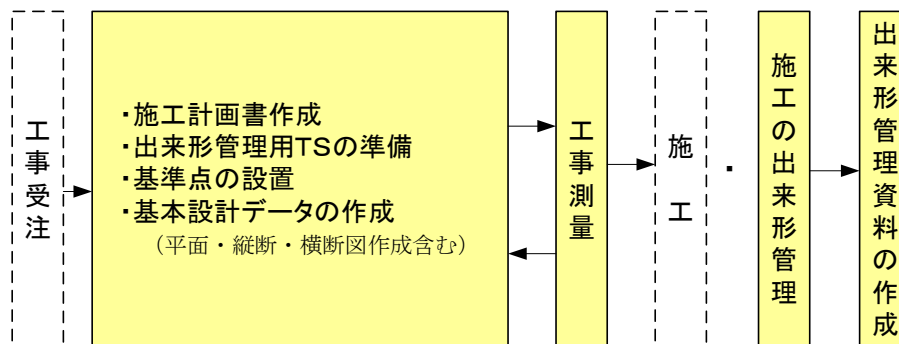 工事受注
・施工計画書作成
・出来形管理用TSの準備
・基準点の設置
・基本設計データの作成
（平面・縦断・横断図作成含む）
工事測量
施工
・
施工の出来形管理
出来形管理資料の作成